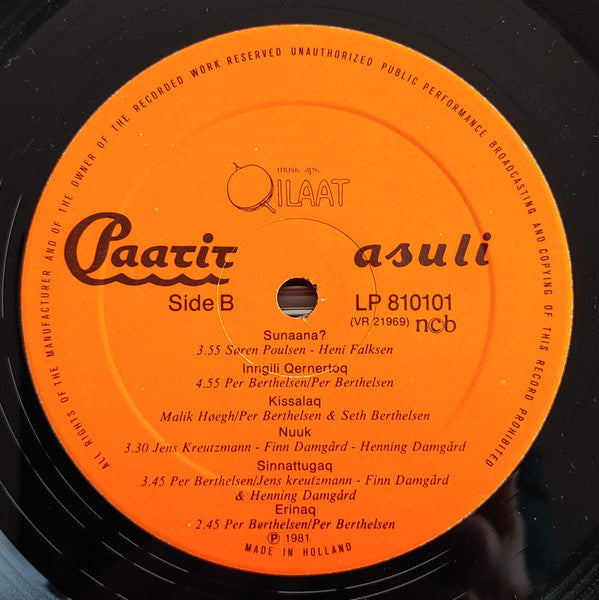 ALL RIGHTS OF THE MANUFACTURER AND OF THE OWNER OF THE RECORDED WORK RESERVED UNAUTHORIZED PUBLIC PERFORMANCE BROADCASTING AND COPYING OF THIS RECORD PROHIBITED
music aps.
QILAAT
Paarit asuli
Side B LP 810101
(VR 21969) ncb
Sunaana?
3.55 Søren Poulsen - Heni Falksen
Inngili Qernertoq
4.55 Per Berthelsen/Per Berthelsen
Kissalaq
Malik Høegh/Per Berthelsen & Seth Berthelsen
Nuuk
3.30 Jens Kreutzmann - Finn Damgård - Henning Damgård
Sinnattugaq
3.45 Per Berthelsen/Jens kreutzmann - Finn Damgård
& Henning Damgård
Erinaq
2.45 Per Børthelsen/Per Berthelsen
℗ 1981
MADE IN HOLLAND